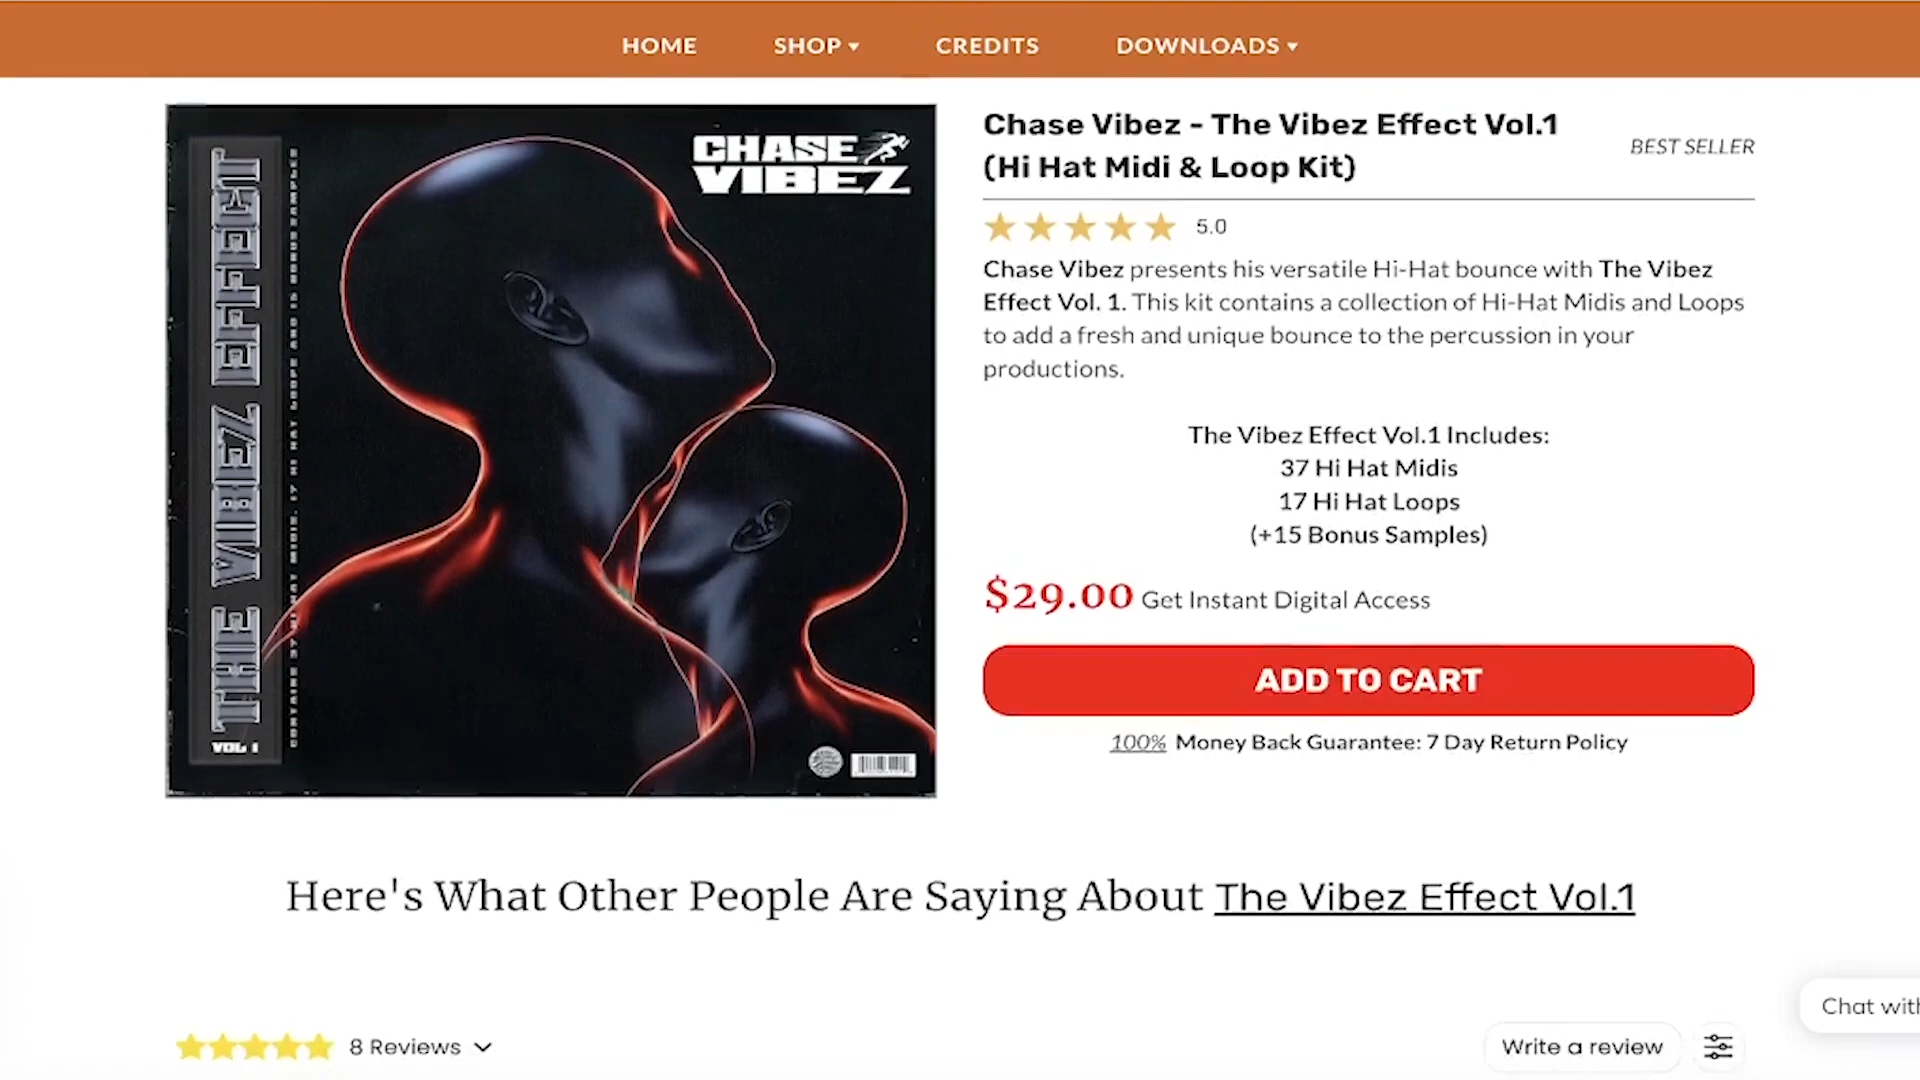 HOME
SHOP
CREDITS
DOWNLOADS
CHASE
VIBEZ
THE VIBEZ EFFECT
VOL 1
Chase Vibez - The Vibez Effect Vol.1
(Hi Hat Midi & Loop Kit)
BEST SELLER
5.0
Chase Vibez presents his versatile Hi-Hat bounce with The Vibez
Effect Vol. 1. This kit contains a collection of Hi-Hat Midis and Loops
to add a fresh and unique bounce to the percussion in your
productions.
The Vibez Effect Vol.1 Includes:
37 Hi Hat Midis
17 Hi Hat Loops
(+15 Bonus Samples)
$29.00 Get Instant Digital Access
ADD TO CART
100% Money Back Guarantee: 7 Day Return Policy
Here's What Other People Are Saying About The Vibez Effect Vol.1
Chat with
8 Reviews
Write a review